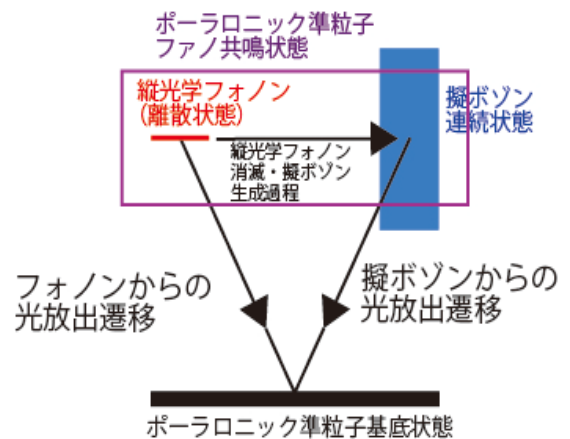 ポーラロニック準粒子
ファノ共鳴状態
縦光学フォノン
(離散状態)
擬ボゾン
連続状態
縦光学フォノン
消滅・擬ボゾン
生成過程
フォノンからの
光放出遷移
擬ボゾンからの
光放出遷移
ポーラロニック準粒子基底状態